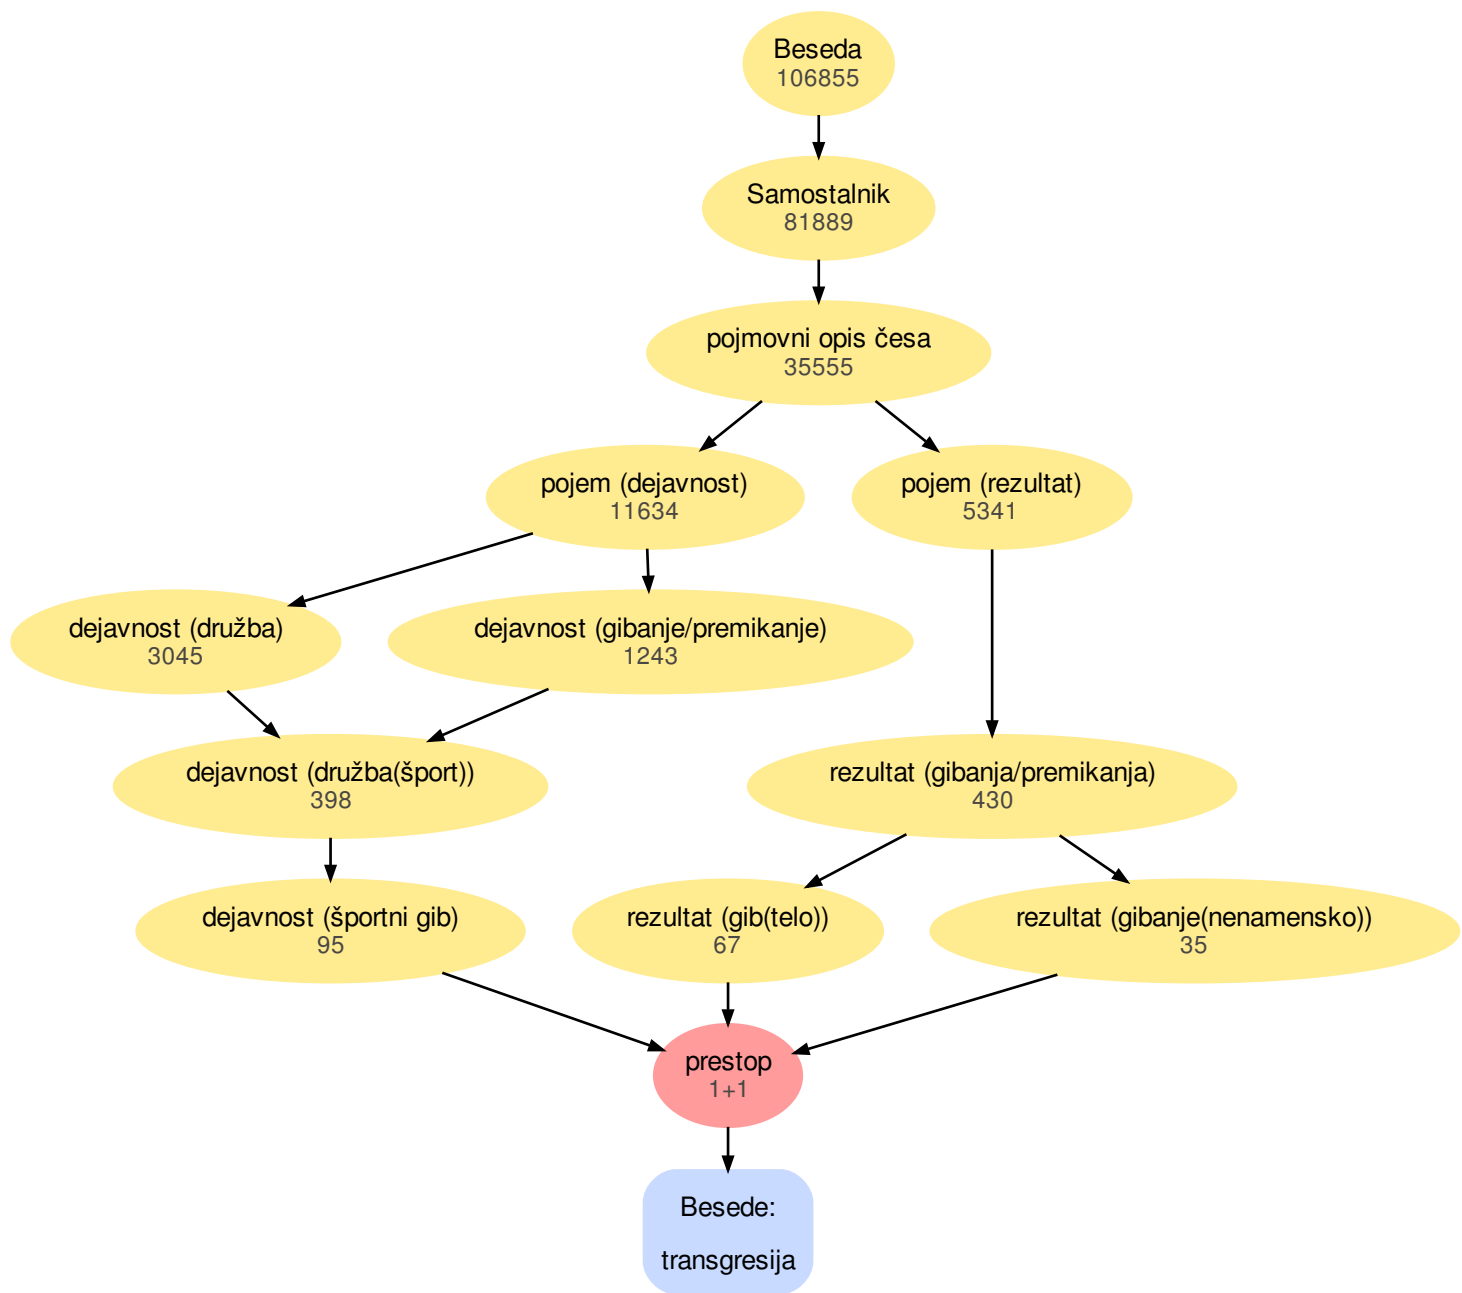 Beseda
106855
Samostalnik
81889
pojmovni opis česa
35555
pojem (dejavnost)
11634
pojem (rezultat)
5341
dejavnost (družba)
3045
dejavnost (gibanje/premikanje)
1243
dejavnost (družba(šport))
398
rezultat (gibanja/premikanja)
430
dejavnost (športni gib)
95
rezultat (gib(telo))
67
rezultat (gibanje(nenamensko))
35
prestop
1+1
Besede:
transgresija